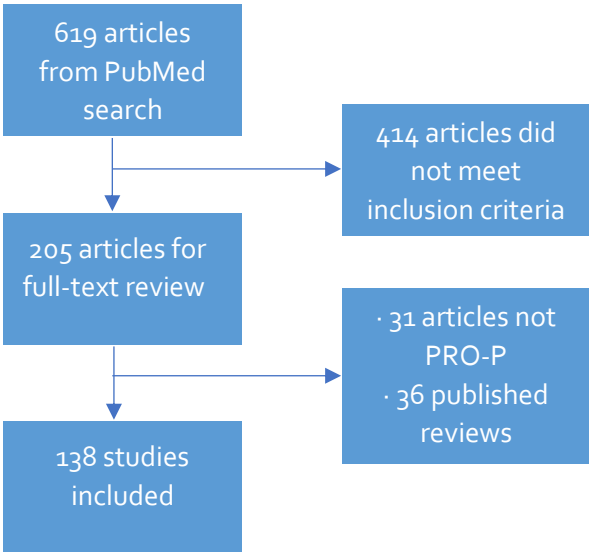 619 articles
from PubMed
search
414 articles did
not meet
inclusion criteria
205 articles for
full-text review
· 31 articles not
PRO-P
· 36 published
reviews
138 studies
included